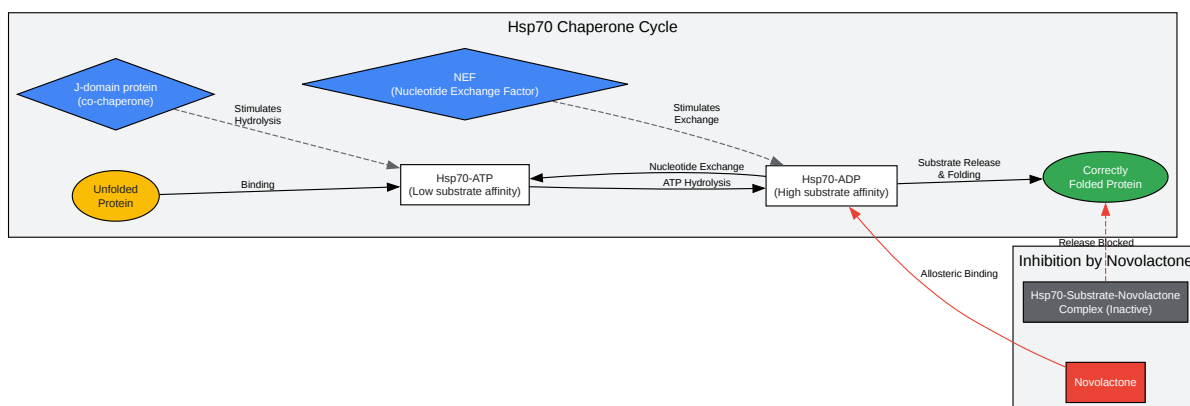 Hsp70 Chaperone Cycle
J-domain protein
(co-chaperone)
NEF
(Nucleotide Exchange Factor)
Stimulates
Hydrolysis
Stimulates
Exchange
Unfolded
Protein
Binding
Hsp70-ATP
(Low substrate affinity)
Nucleotide Exchange
ATP Hydrolysis
Hsp70-ADP
(High substrate affinity)
Substrate Release
& Folding
Correctly
Folded Protein
Release Blocked
Inhibition by Novolactone
Allosteric Binding
Hsp70-Substrate-Novolactone
Complex (Inactive)
Novolactone